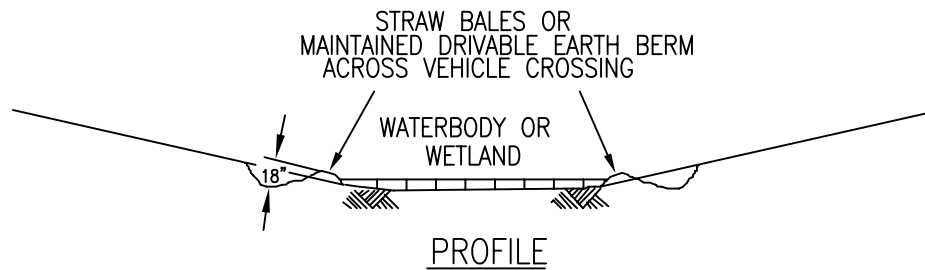 STRAW BALES OR
MAINTAINED DRIVABLE EARTH BERM
ACROSS VEHICLE CROSSING
WATERBODY OR
WETLAND
18"
PROFILE